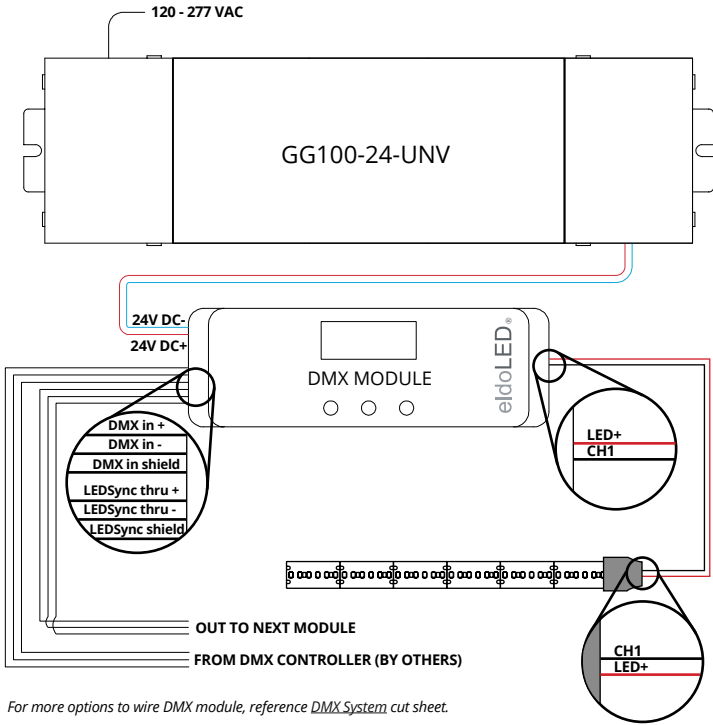 120 - 277 VAC
GG100-24-UNV
24V DC-
24V DC+
DMX MODULE
eldoLED®
DMX in +
DMX in -
DMX in shield
LEDSync thru +
LEDSync thru -
LEDSync shield
LED+
CH1
CH1
LED+
OUT TO NEXT MODULE
FROM DMX CONTROLLER (BY OTHERS)
For more options to wire DMX module, reference DMX System cut sheet.